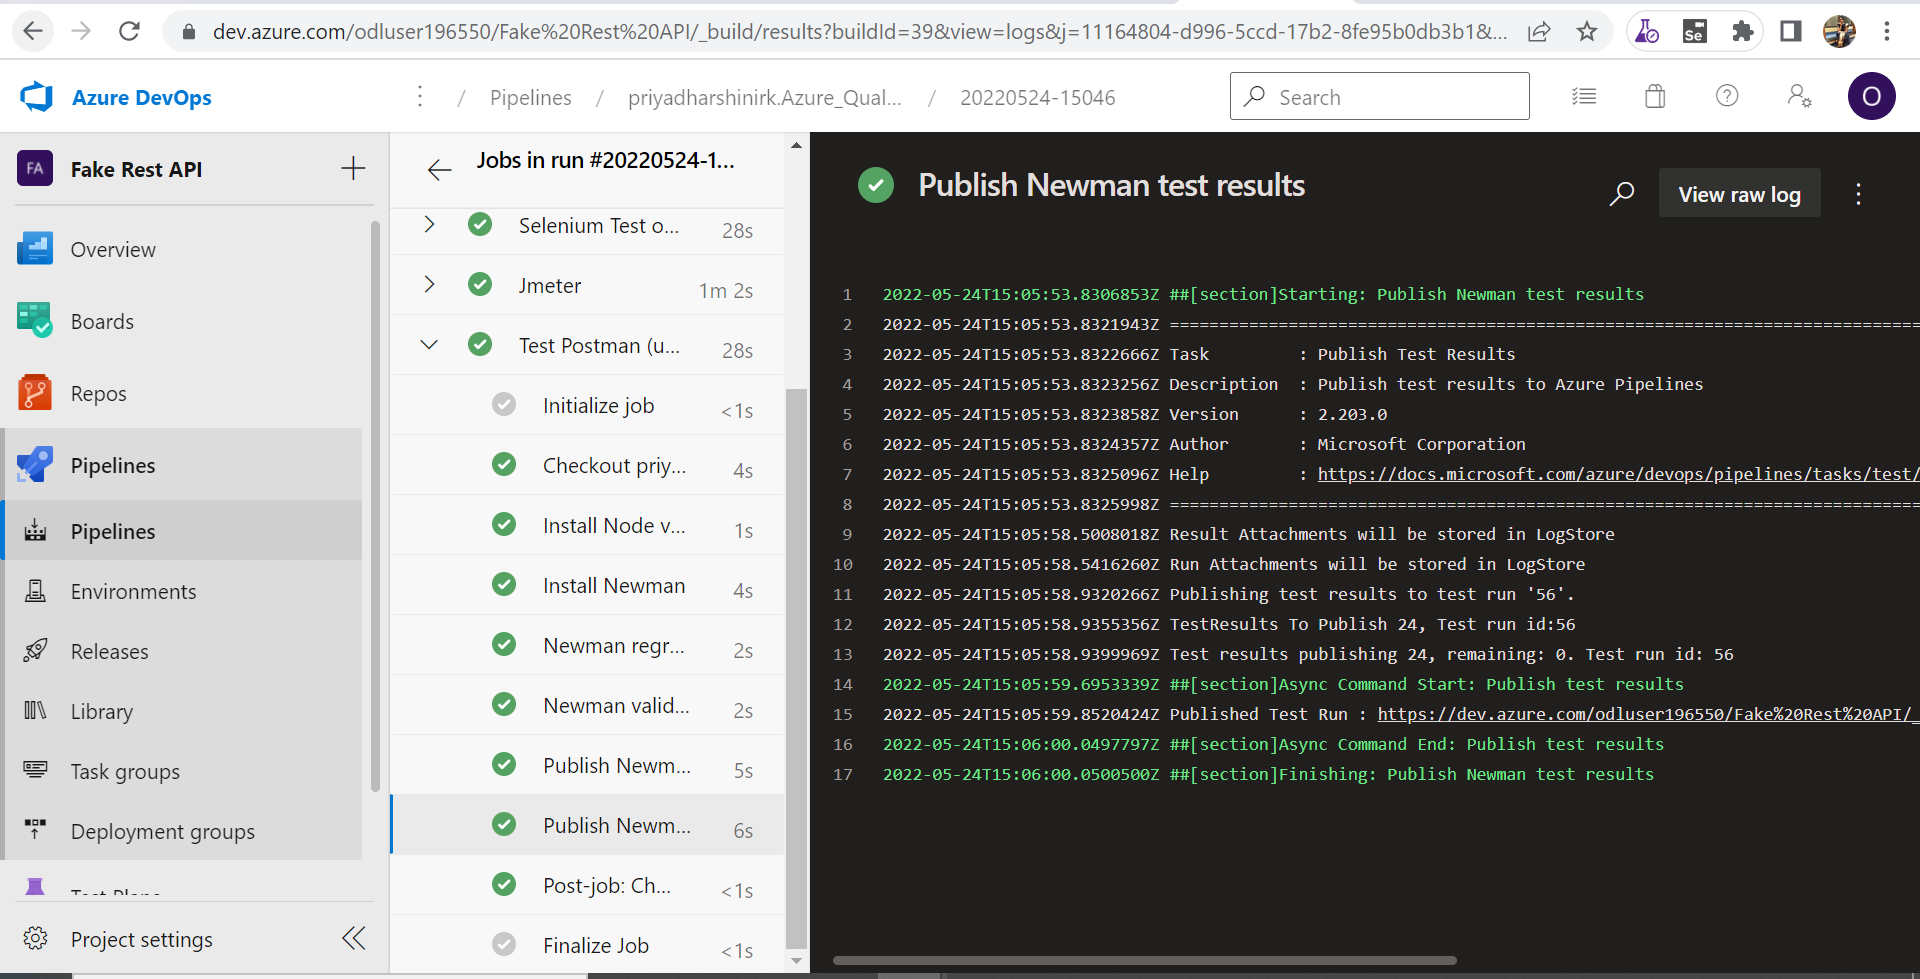 dev.azure.com/odluser196550/Fake%20Rest%20API/_build/results?buildId=39&view=logs&j=11164804-d996-5ccd-17b2-8fe95b0db3b1&...
Se
Azure DevOps
/ Pipelines / priyadharshinirk.Azure_Qual... / 20220524-15046
Search
O
FA
Fake Rest API
Overview
Boards
Repos
Pipelines
Pipelines
Environments
Releases
Library
Task groups
Deployment groups
Test Plans
Project settings
Jobs in run #20220524-1...
Selenium Test o... 28s
Jmeter 1m 2s
Test Postman (u... 28s
Initialize job <1s
Checkout priy... 4s
Install Node v... 1s
Install Newman 4s
Newman regr... 2s
Newman valid... 2s
Publish Newm... 5s
Publish Newm... 6s
Post-job: Ch... <1s
Finalize Job <1s
Publish Newman test results
View raw log
1 2022-05-24T15:05:53.8306853Z ##[section]Starting: Publish Newman test results
2 2022-05-24T15:05:53.8321943Z ==============================================================================
3 2022-05-24T15:05:53.8322666Z Task         : Publish Test Results
4 2022-05-24T15:05:53.8323256Z Description  : Publish test results to Azure Pipelines
5 2022-05-24T15:05:53.8323858Z Version      : 2.203.0
6 2022-05-24T15:05:53.8324357Z Author       : Microsoft Corporation
7 2022-05-24T15:05:53.8325096Z Help         : https://docs.microsoft.com/azure/devops/pipelines/tasks/test/
8 2022-05-24T15:05:53.8325998Z ==============================================================================
9 2022-05-24T15:05:58.5008018Z Result Attachments will be stored in LogStore
10 2022-05-24T15:05:58.5416260Z Run Attachments will be stored in LogStore
11 2022-05-24T15:05:58.9320266Z Publishing test results to test run '56'.
12 2022-05-24T15:05:58.9355356Z TestResults To Publish 24, Test run id:56
13 2022-05-24T15:05:58.9399969Z Test results publishing 24, remaining: 0. Test run id: 56
14 2022-05-24T15:05:59.6953339Z ##[section]Async Command Start: Publish test results
15 2022-05-24T15:05:59.8520424Z Published Test Run : https://dev.azure.com/odluser196550/Fake%20Rest%20API/_
16 2022-05-24T15:06:00.0497797Z ##[section]Async Command End: Publish test results
17 2022-05-24T15:06:00.0500500Z ##[section]Finishing: Publish Newman test results